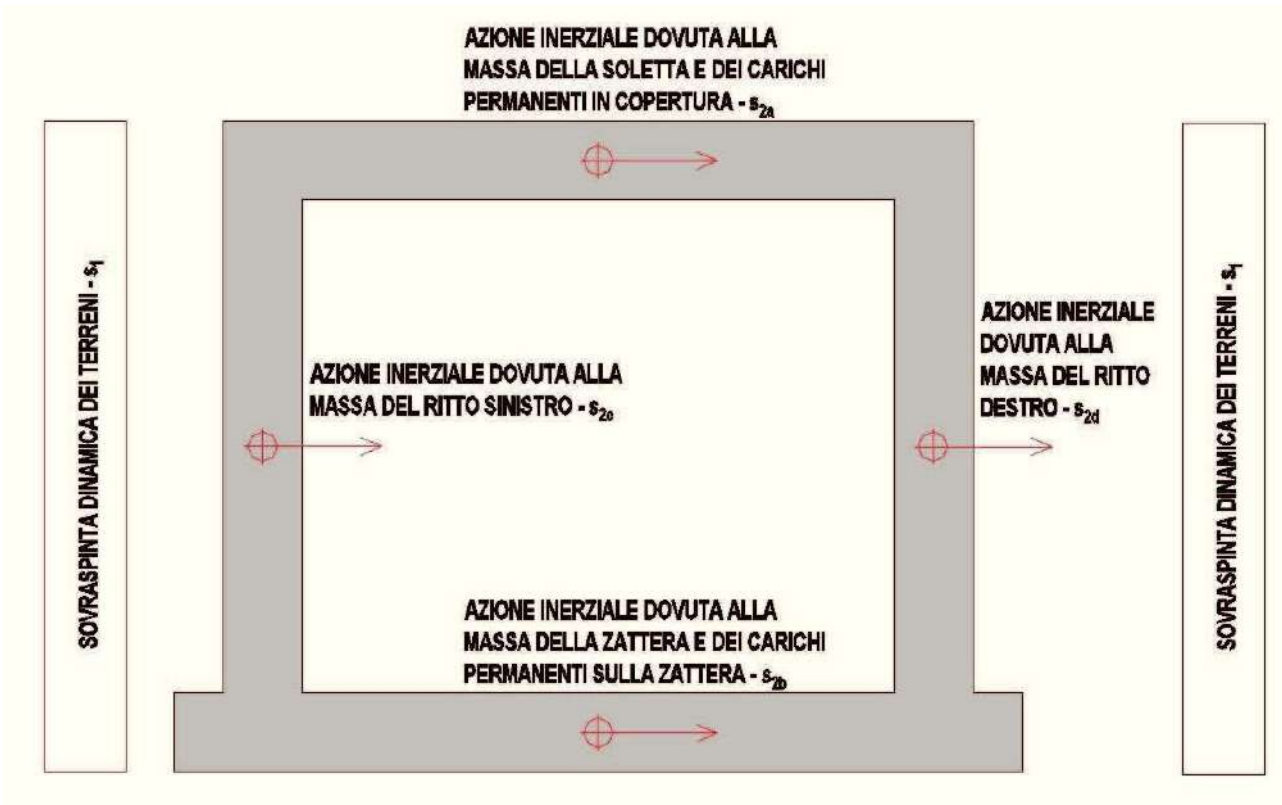 AZIONE INERZIALE DOVUTA ALLA
MASSA DELLA SOLETTA E DEI CARICHI
PERMANENTI IN COPERTURA - s2a
SOVRASPINTA DINAMICA DEI TERRENI - s1
AZIONE INERZIALE DOVUTA ALLA
MASSA DEL RITTO SINISTRO - s2c
AZIONE INERZIALE
DOVUTA ALLA
MASSA DEL RITTO
DESTRO - s2d
SOVRASPINTA DINAMICA DEI TERRENI - s1
AZIONE INERZIALE DOVUTA ALLA
MASSA DELLA ZATTERA E DEI CARICHI
PERMANENTI SULLA ZATTERA - s2b